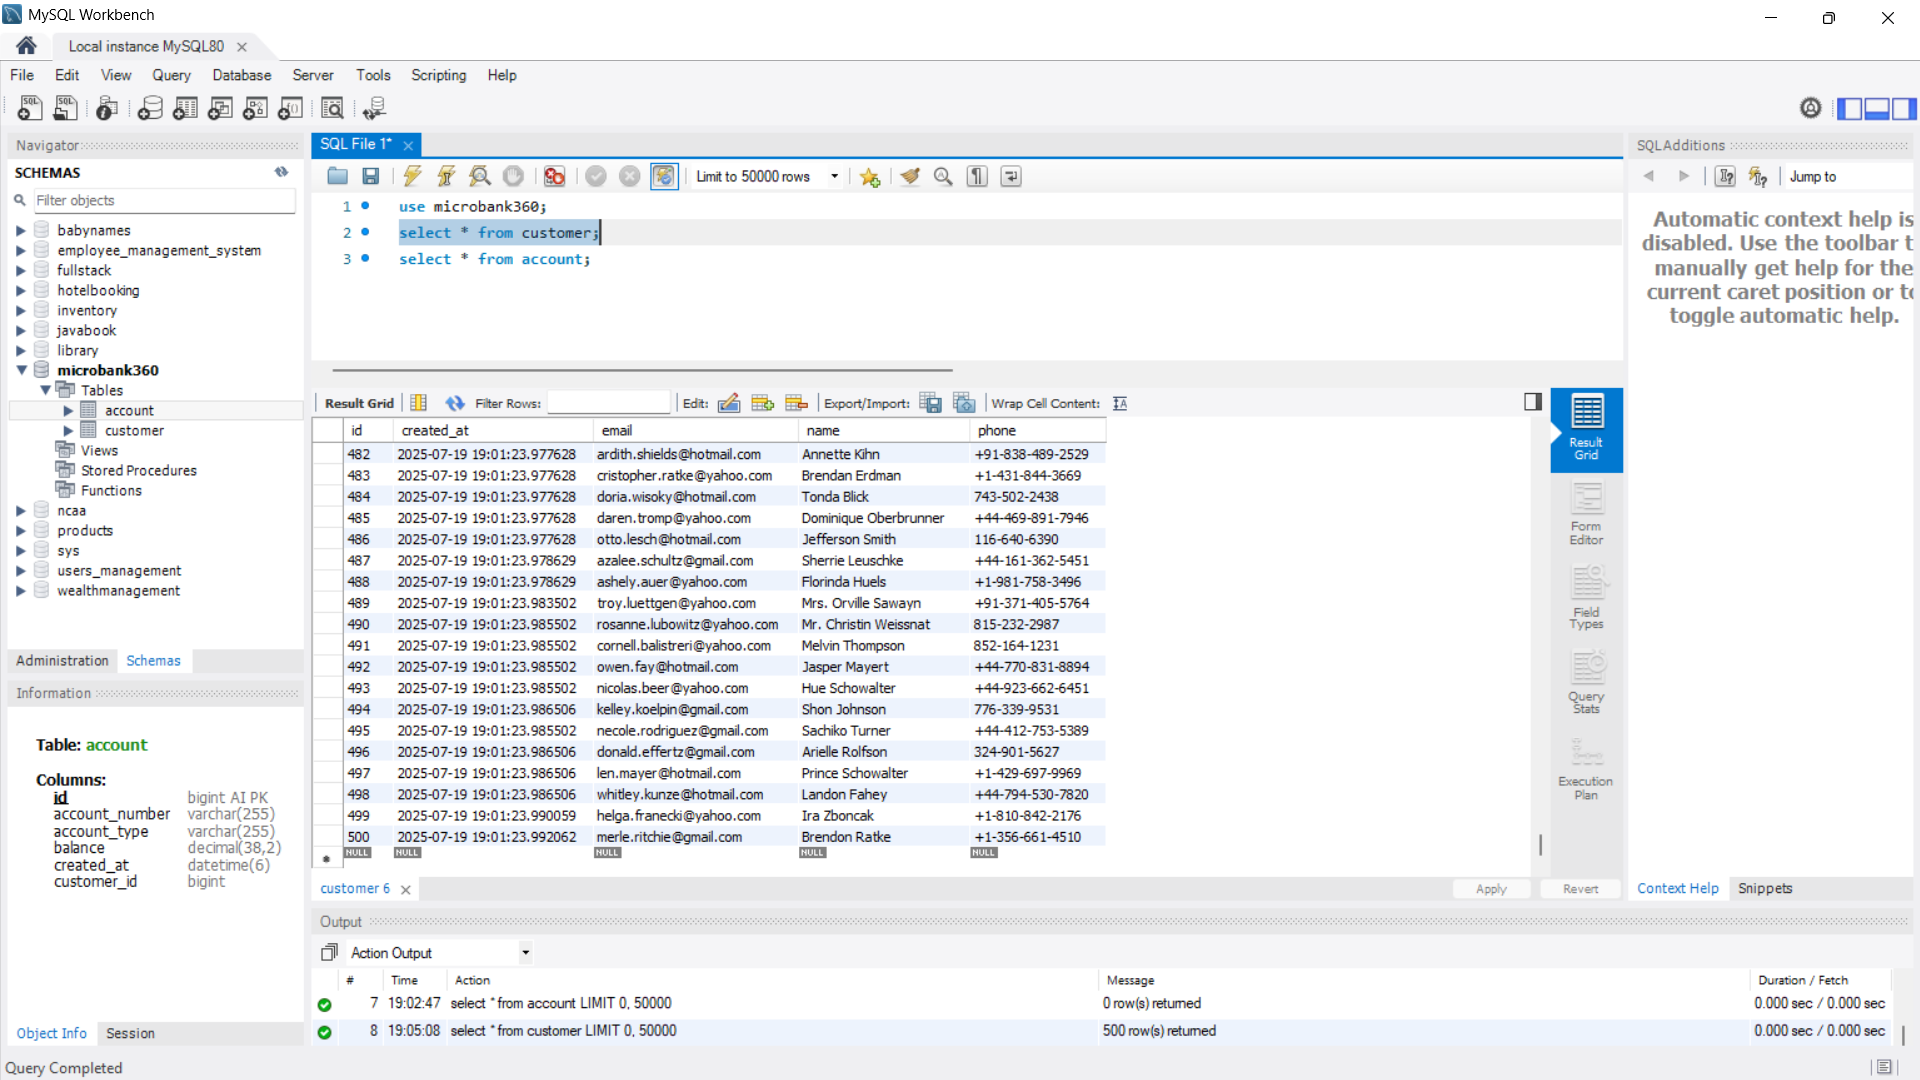 MySQL Workbench
Local instance MySQL80
File Edit View Query Database Server Tools Scripting Help
Navigator
SCHEMAS
Filter objects
babynames
employee_management_system
fullstack
hotelbooking
inventory
javabook
library
microbank360
Tables
account
customer
Views
Stored Procedures
Functions
ncaa
products
sys
users_management
wealthmanagement
Administration Schemas
Information
Table: account
Columns:
id bigint AI PK
account_number varchar(255)
account_type varchar(255)
balance decimal(38,2)
created_at datetime(6)
customer_id bigint
Object Info Session
Query Completed
SQL File 1*
Limit to 50000 rows
1 use microbank360;
2 select * from customer;
3 select * from account;
Result Grid Filter Rows: Edit: Export/Import: Wrap Cell Content:
id created_at email name phone
482 2025-07-19 19:01:23.977628 ardith.shields@hotmail.com Annette Kihn +91-838-489-2529
483 2025-07-19 19:01:23.977628 cristopher.ratke@yahoo.com Brendan Erdman +1-431-844-3669
484 2025-07-19 19:01:23.977628 doria.wisoky@hotmail.com Tonda Blick 743-502-2438
485 2025-07-19 19:01:23.977628 daren.tromp@yahoo.com Dominique Oberbrunner +44-469-891-7946
486 2025-07-19 19:01:23.977628 otto.lesch@hotmail.com Jefferson Smith 116-640-6390
487 2025-07-19 19:01:23.978629 azalee.schultz@gmail.com Sherrie Leuschke +44-161-362-5451
488 2025-07-19 19:01:23.978629 ashely.auer@yahoo.com Florinda Huels +1-981-758-3496
489 2025-07-19 19:01:23.983502 troy.luettgen@yahoo.com Mrs. Orville Sawayn +91-371-405-5764
490 2025-07-19 19:01:23.985502 rosanne.lubowitz@yahoo.com Mr. Christin Weissnat 815-232-2987
491 2025-07-19 19:01:23.985502 cornell.balistreri@yahoo.com Melvin Thompson 852-164-1231
492 2025-07-19 19:01:23.985502 owen.fay@hotmail.com Jasper Mayert +44-770-831-8894
493 2025-07-19 19:01:23.985502 nicolas.beer@yahoo.com Hue Schowalter +44-923-662-6451
494 2025-07-19 19:01:23.986506 kelley.koelpin@gmail.com Shon Johnson 776-339-9531
495 2025-07-19 19:01:23.985502 necole.rodriguez@gmail.com Sachiko Turner +44-412-753-5389
496 2025-07-19 19:01:23.986506 donald.effertz@gmail.com Arielle Rolfson 324-901-5627
497 2025-07-19 19:01:23.986506 len.mayer@hotmail.com Prince Schowalter +1-429-697-9969
498 2025-07-19 19:01:23.986506 whitley.kunze@hotmail.com Landon Fahey +44-794-530-7820
499 2025-07-19 19:01:23.990059 helga.franecki@yahoo.com Ira Zboncak +1-810-842-2176
500 2025-07-19 19:01:23.992062 merle.ritchie@gmail.com Brendon Ratke +1-356-661-4510
* NULL NULL NULL NULL NULL
Result
Grid
Form
Editor
Field
Types
Query
Stats
Execution
Plan
customer 6 Apply Revert
SQLAdditions
Jump to
Automatic context help is
disabled. Use the toolbar t
manually get help for the
current caret position or to
toggle automatic help.
Context Help Snippets
Output
Action Output
# Time Action Message Duration / Fetch
7 19:02:47 select * from account LIMIT 0, 50000 0 row(s) returned 0.000 sec / 0.000 sec
8 19:05:08 select * from customer LIMIT 0, 50000 500 row(s) returned 0.000 sec / 0.000 sec